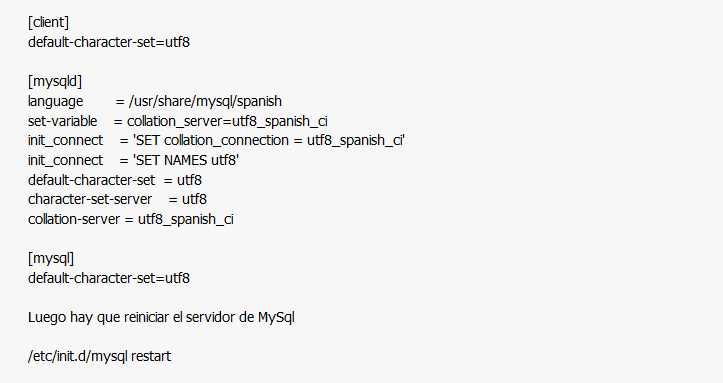 [client]
default-character-set=utf8
[mysqld]
language = /usr/share/mysql/spanish
set-variable = collation_server=utf8_spanish_ci
init_connect = 'SET collation_connection = utf8_spanish_ci'
init_connect = 'SET NAMES utf8'
default-character-set = utf8
character-set-server = utf8
collation-server = utf8_spanish_ci
[mysql]
default-character-set=utf8
Luego hay que reiniciar el servidor de MySql
/etc/init.d/mysql restart